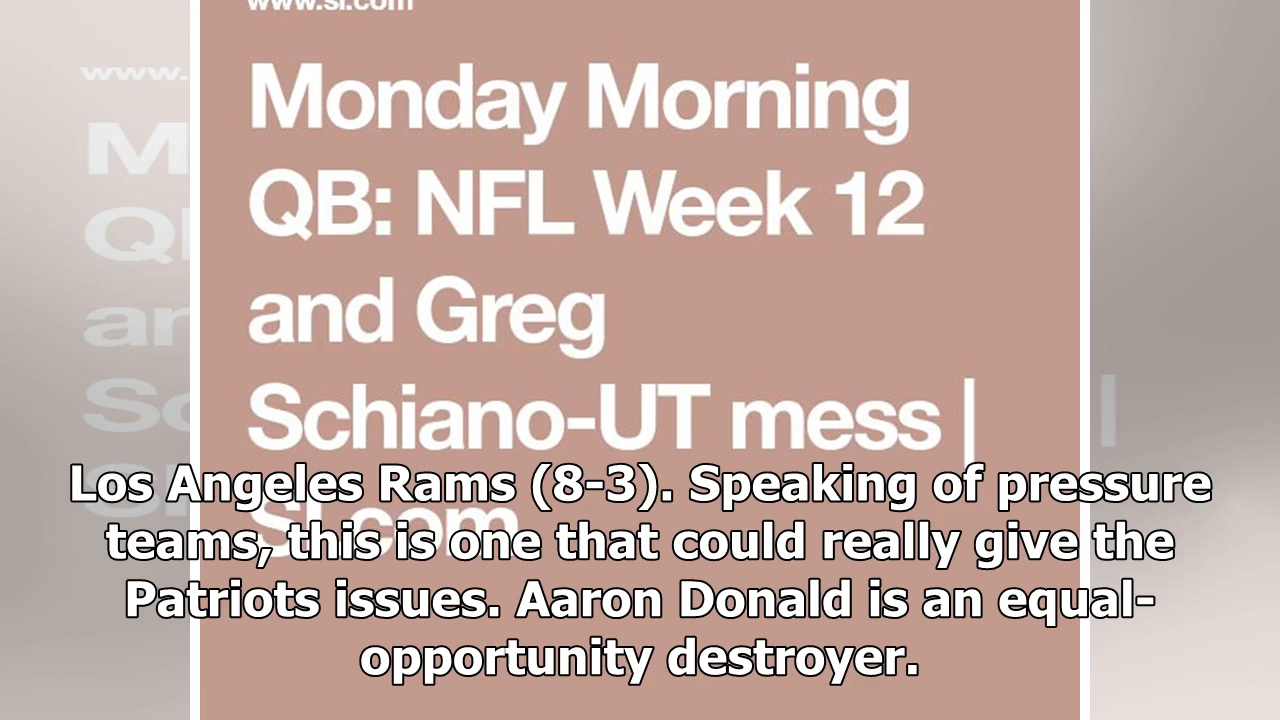 www.si.com
Monday Morning
QB: NFL Week 12
and Greg
Schiano-UT mess |
SI.com
Los Angeles Rams (8-3). Speaking of pressure
teams, this is one that could really give the
Patriots issues. Aaron Donald is an equal-
opportunity destroyer.